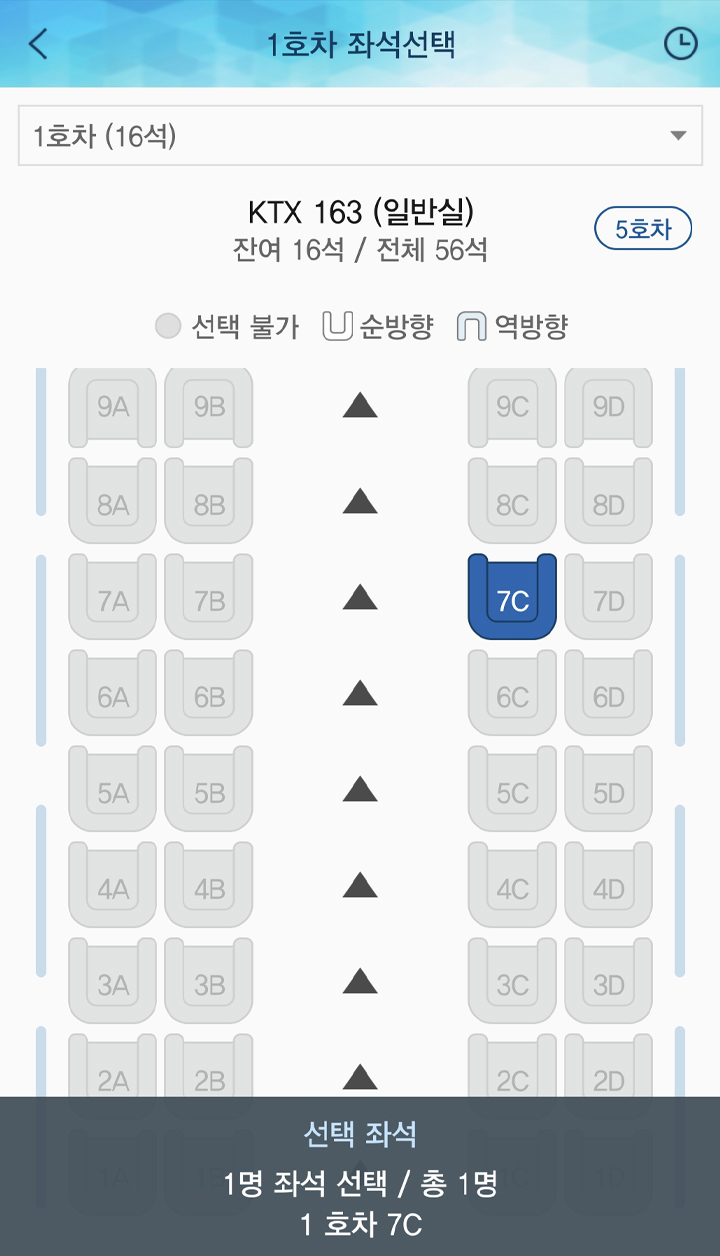 1호차 좌석선택
1호차 (16석)
KTX 163 (일반실)
잔여 16석 / 전체 56석
5호차
선택 불가 순방향 역방향
9A 9B 9C 9D
8A 8B 8C 8D
7A 7B 7C 7D
6A 6B 6C 6D
5A 5B 5C 5D
4A 4B 4C 4D
3A 3B 3C 3D
2A 2B 2C 2D
선택 좌석
1명 좌석 선택 / 총 1명
1 호차 7C